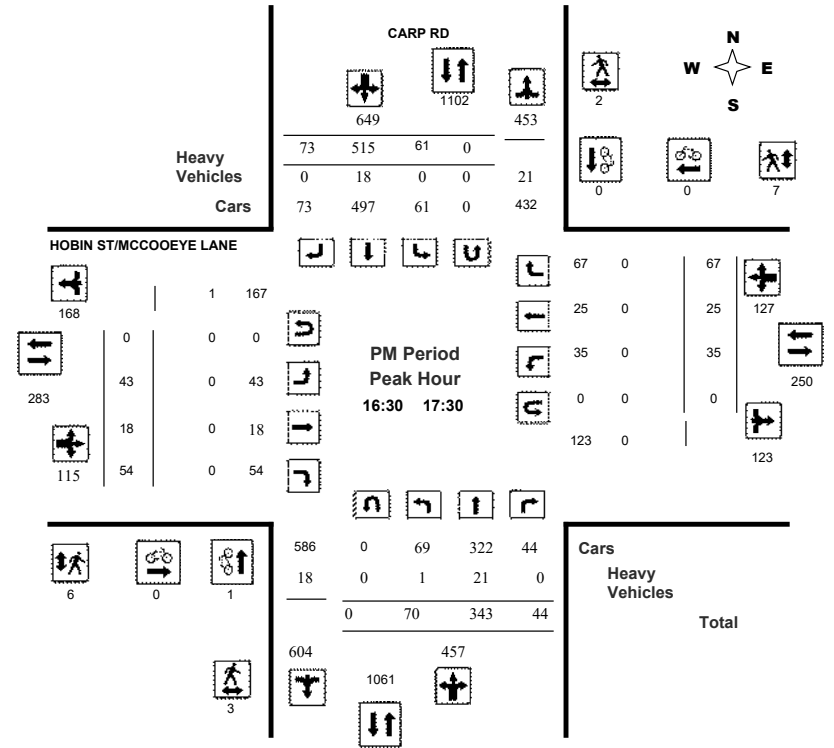 CARP RD
N
W E
S
1102
2
649 453
73 515 61 0
Heavy
Vehicles
0 18 0 0 21
Cars
73 497 61 0 432
0 0 7
HOBIN ST/MCCOOEYE LANE
168
1 167
67 0 67
127
0 0 0
25 0 25
283
43 0 43
PM Period
Peak Hour
16:30 17:30
35 0 35
250
18 0 18
0 0 0
115
54 0 54
123 0
123
586 0 69 322 44
Cars
18 0 1 21 0
Heavy
Vehicles
6 0 1
0 70 343 44
Total
604 457
1061
3